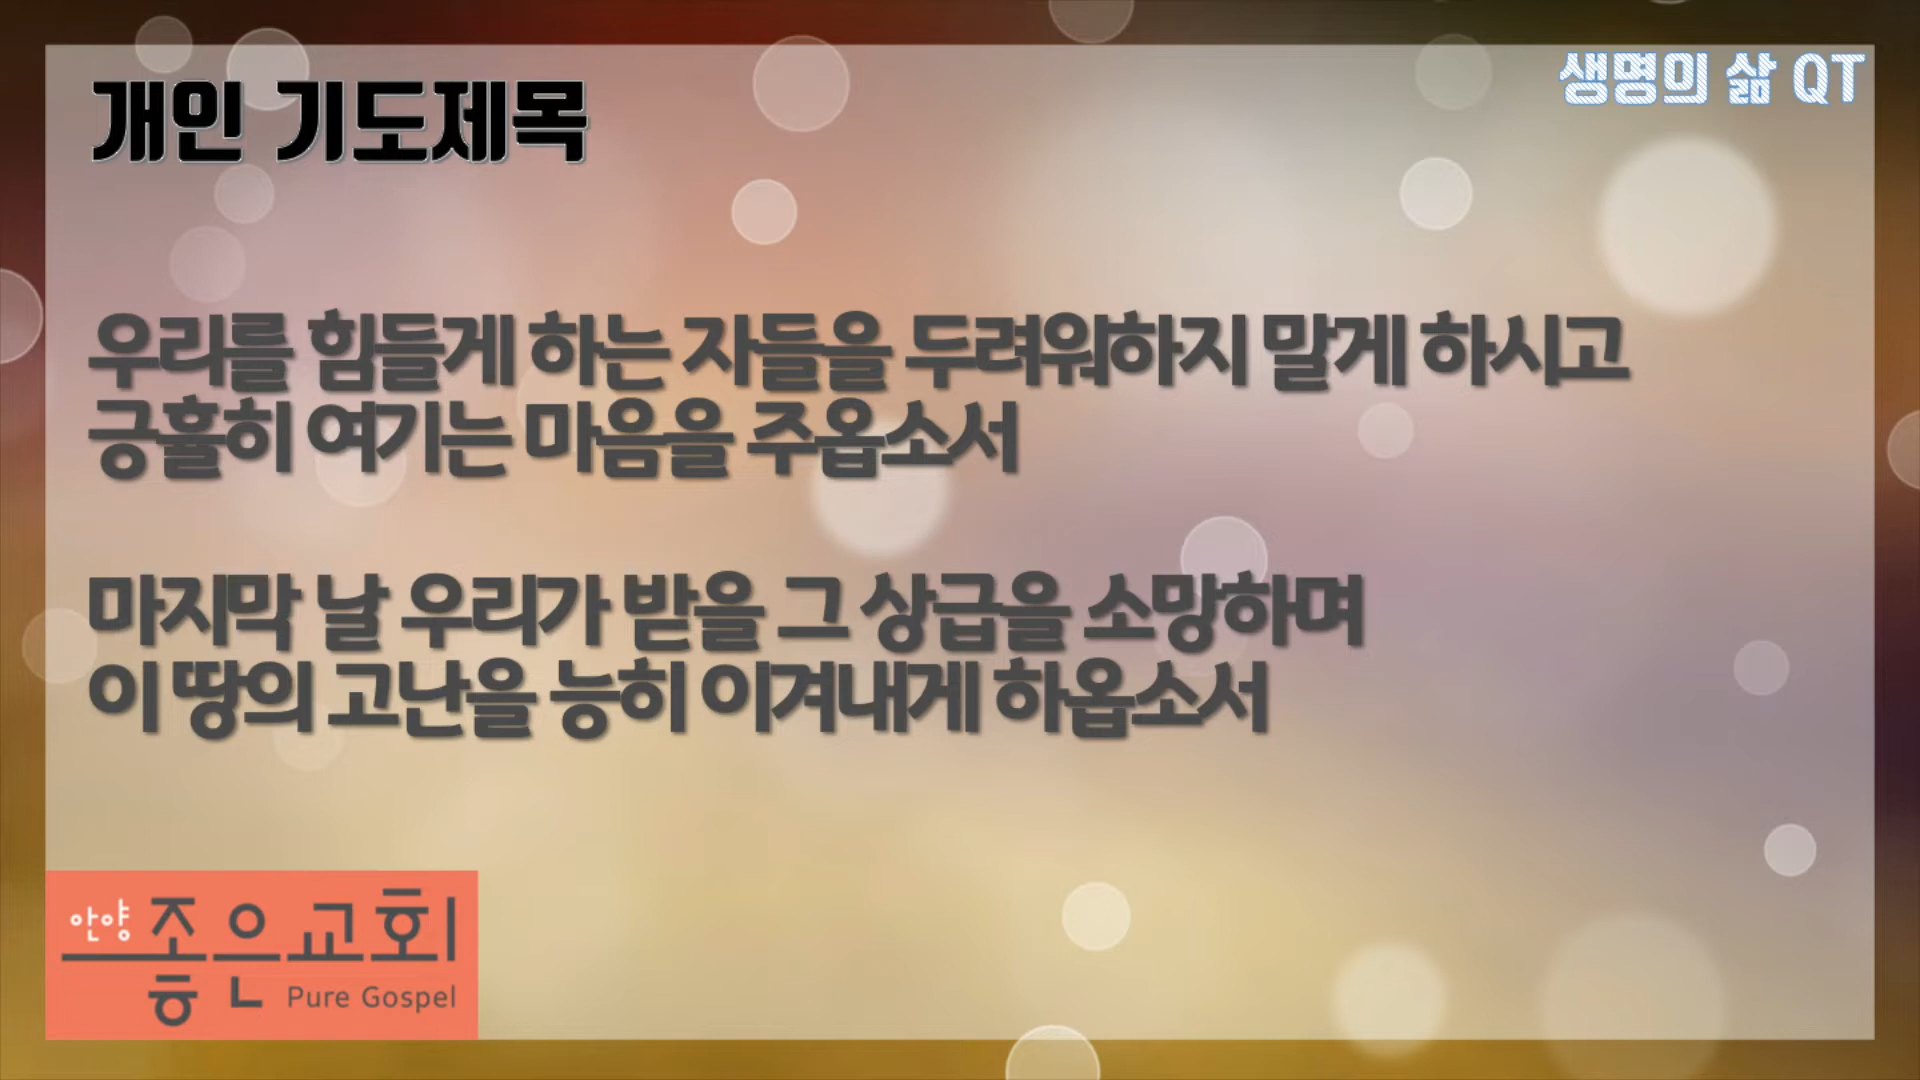 생명의 삶 QT
개인 기도제목
우리를 힘들게 하는 자들을 두려워하지 말게 하시고
긍휼히 여기는 마음을 주옵소서
마지막 날 우리가 받을 그 상급을 소망하며
이 땅의 고난을 능히 이겨내게 하옵소서
안양 좋은교회
Pure Gospel